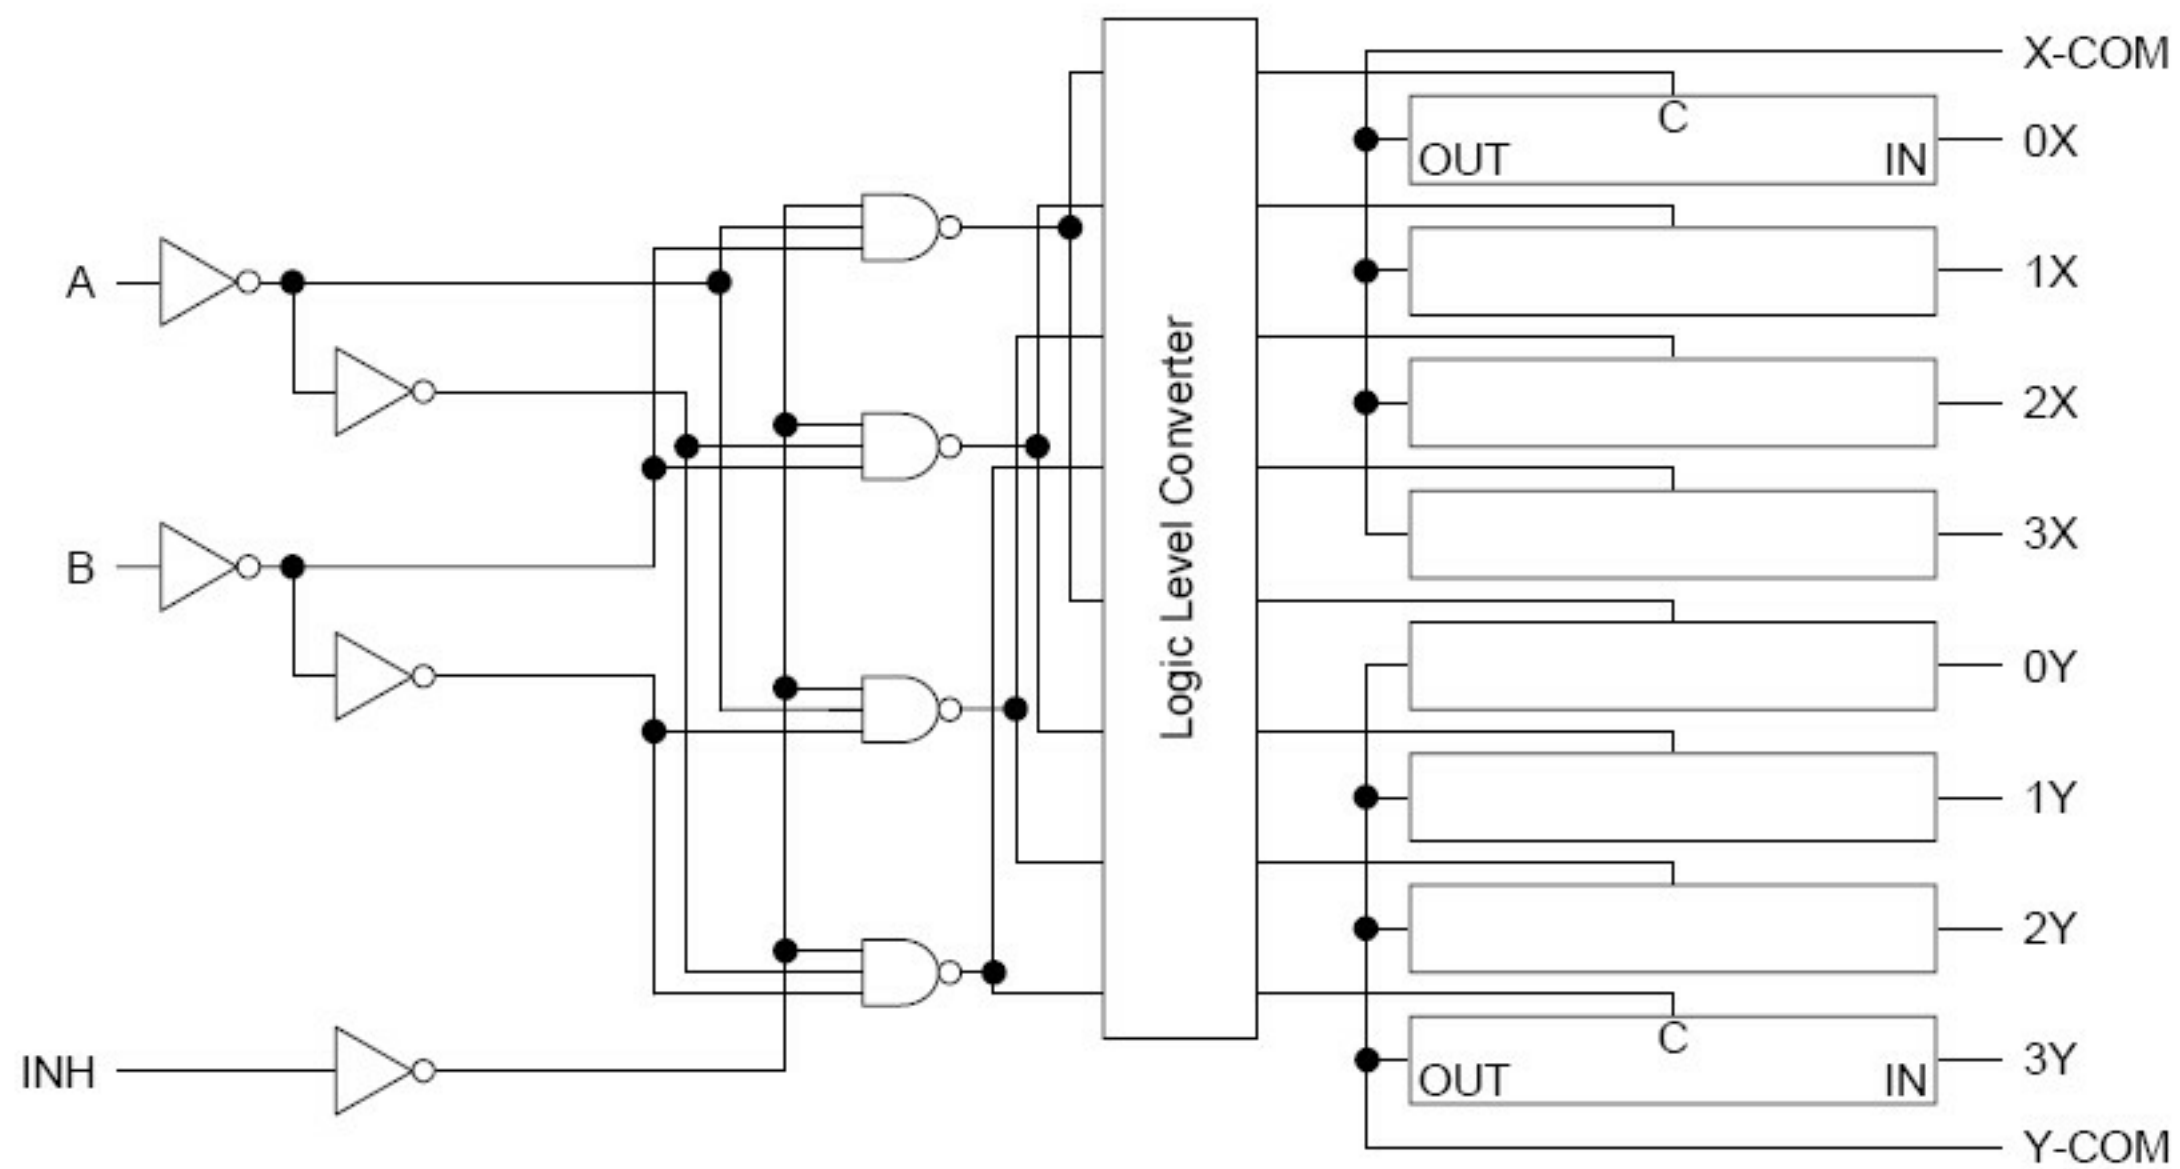 X-COM
C
OUT IN
0X
1X
A
2X
Logic Level Converter
3X
B
0Y
1Y
2Y
C
OUT IN
3Y
INH
Y-COM